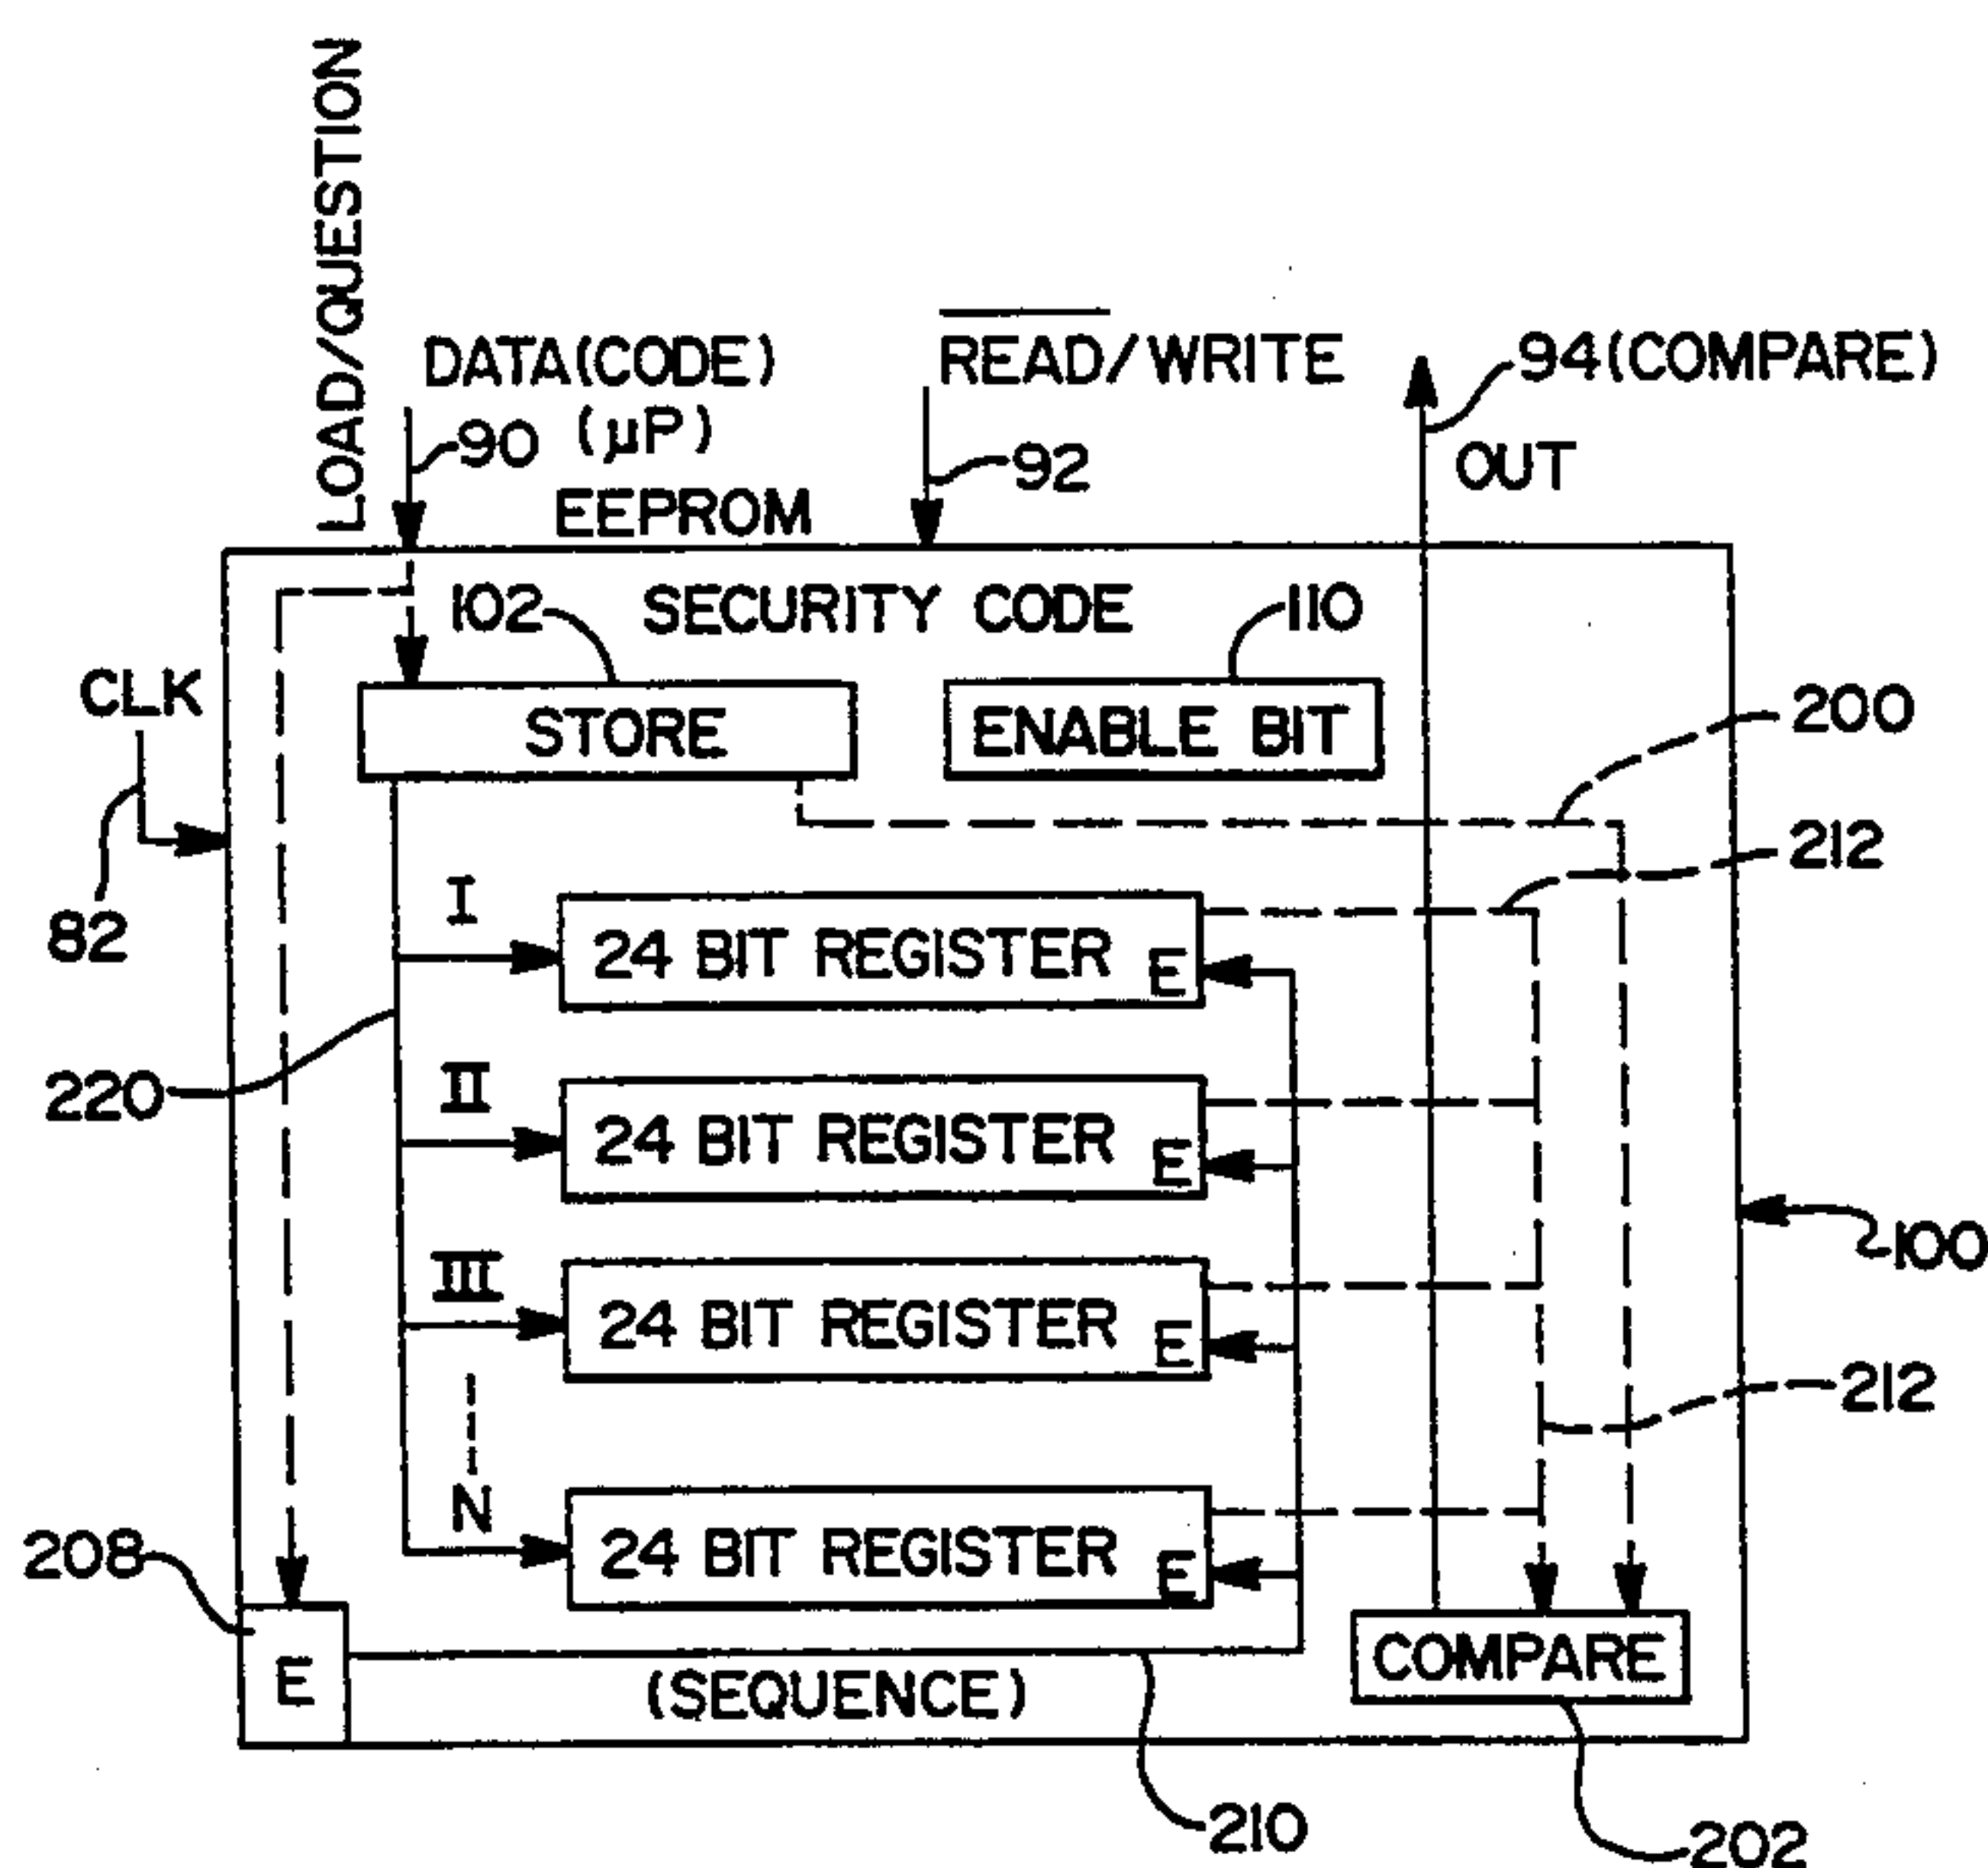 LOAD/QUESTION
DATA(CODE)
(µP)
READ/WRITE
94(COMPARE)
90
92
OUT
EEPROM
102
SECURITY CODE
110
CLK
STORE
ENABLE BIT
200
212
82
I
24 BIT REGISTER E
220
II
24 BIT REGISTER E
100
III
24 BIT REGISTER E
212
N
24 BIT REGISTER E
208
E
(SEQUENCE)
COMPARE
210
202